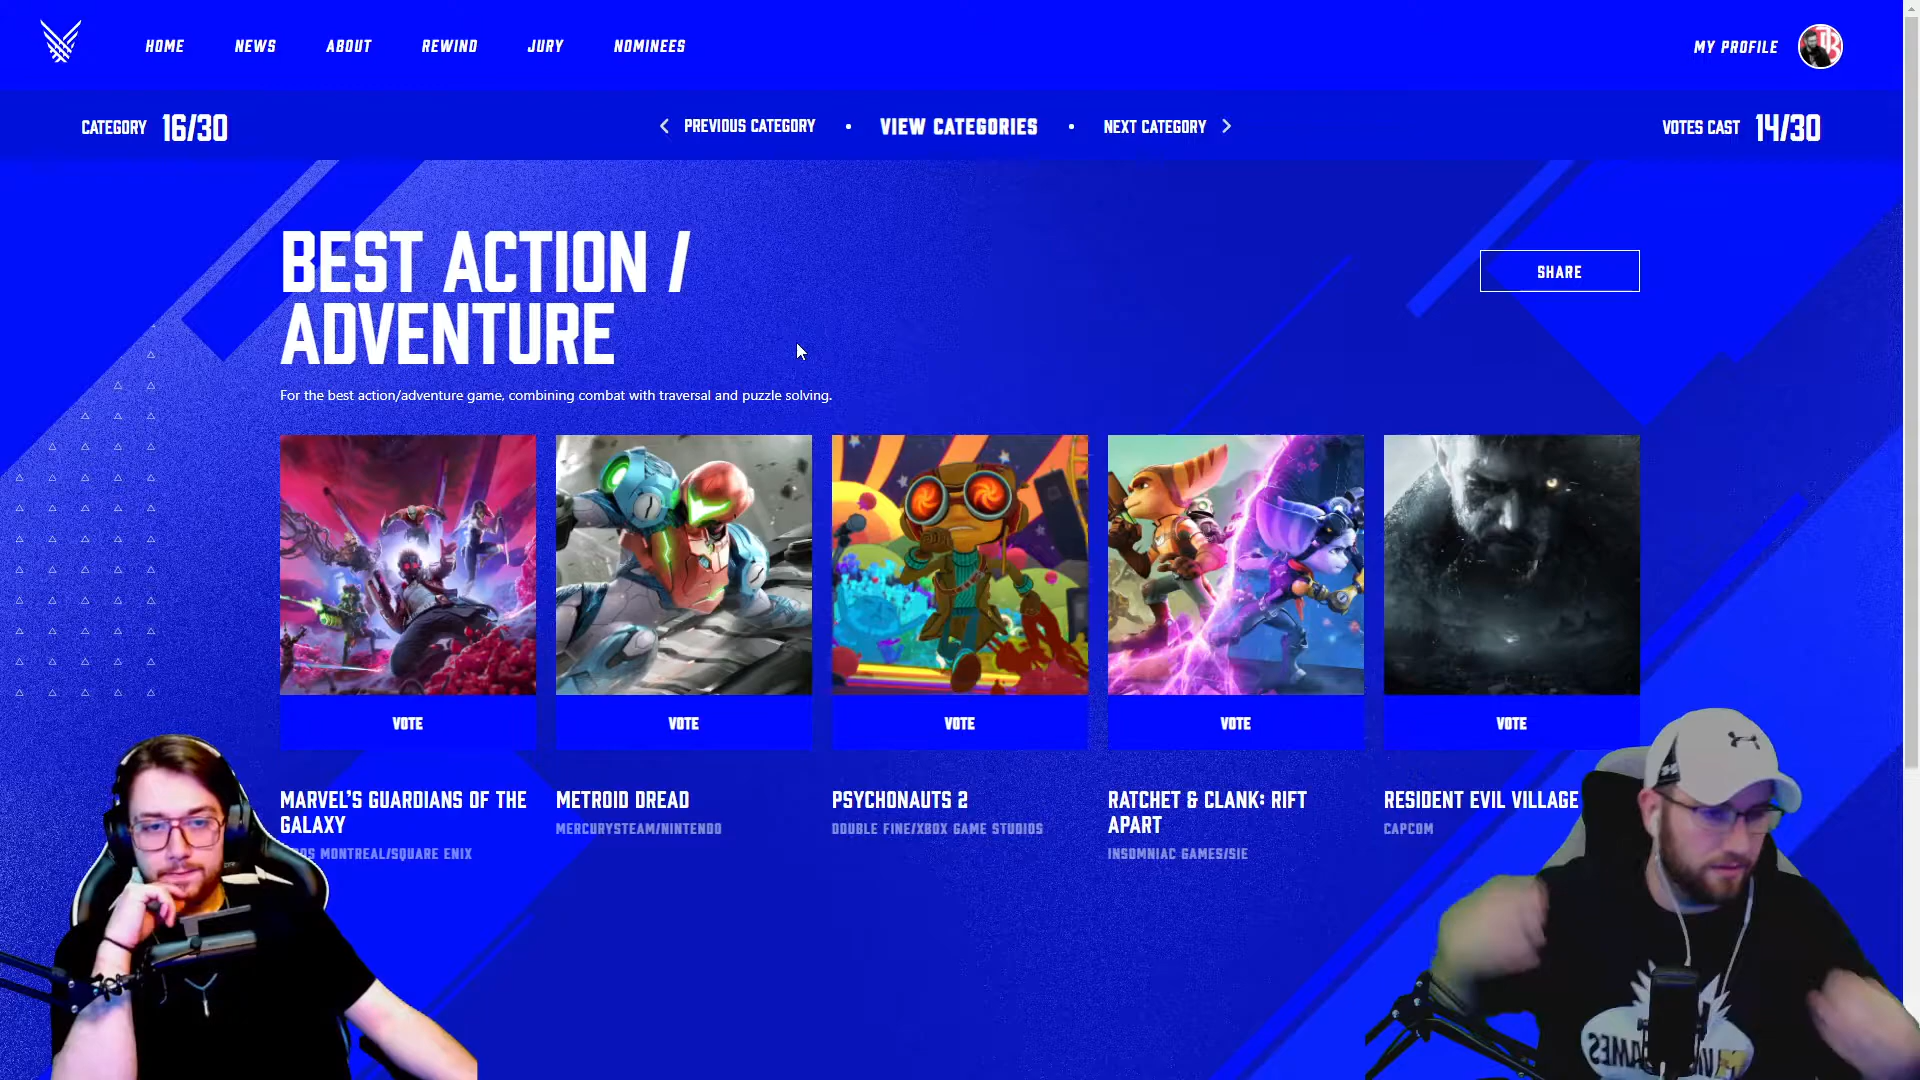 HOME NEWS ABOUT REWIND JURY NOMINEES MY PROFILE
CATEGORY 16/30 PREVIOUS CATEGORY • VIEW CATEGORIES • NEXT CATEGORY VOTES CAST 14/30
BEST ACTION /
ADVENTURE
SHARE
For the best action/adventure game, combining combat with traversal and puzzle solving.
VOTE VOTE VOTE VOTE VOTE
MARVEL'S GUARDIANS OF THE
GALAXY
MONTREAL/SQUARE ENIX
METROID DREAD
MERCURYSTEAM/NINTENDO
PSYCHONAUTS 2
DOUBLE FINE/XBOX GAME STUDIOS
RATCHET & CLANK: RIFT
APART
INSOMNIAC GAMES/SIE
RESIDENT EVIL VILLAGE
CAPCOM